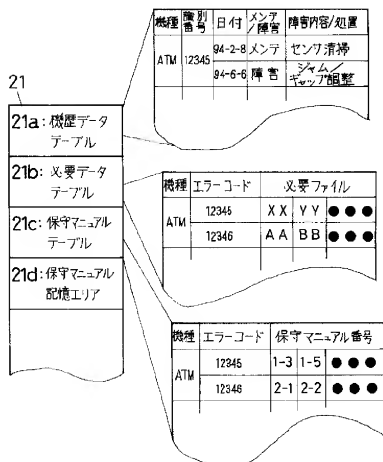 機種 識別番号 日付 メンテ/障害 障害内容/処置
ATM 12345 94-2-8 メンテ センサ清掃
94-6-6 障害 ジャム/ギャップ調整
21
21a:機歴データ
テーブル
21b:必要データ
テーブル
21c:保守マニュアル
テーブル
21d:保守マニュアル
記憶エリア
機種 エラーコード 必要ファイル
ATM 12345 XX YY ●●●
12346 AA BB ●●●
機種 エラーコード 保守マニュアル番号
ATM 12345 1-3 1-5 ●●●
12346 2-1 2-2 ●●●